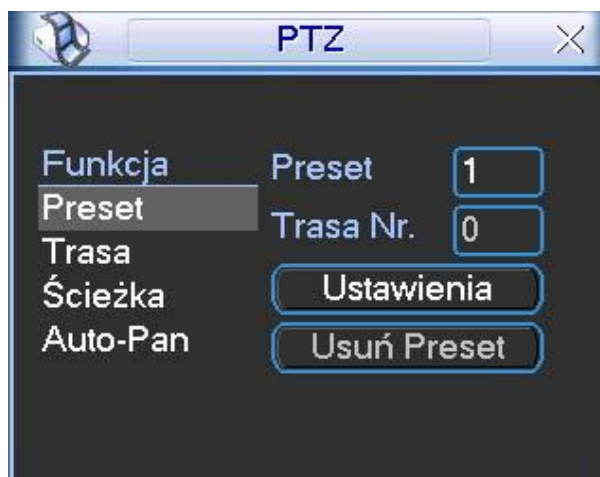 PTZ
Funkcja
Preset
Trasa
Ścieżka
Auto-Pan
Preset 1
Trasa Nr. 0
Ustawienia
Usuń Preset